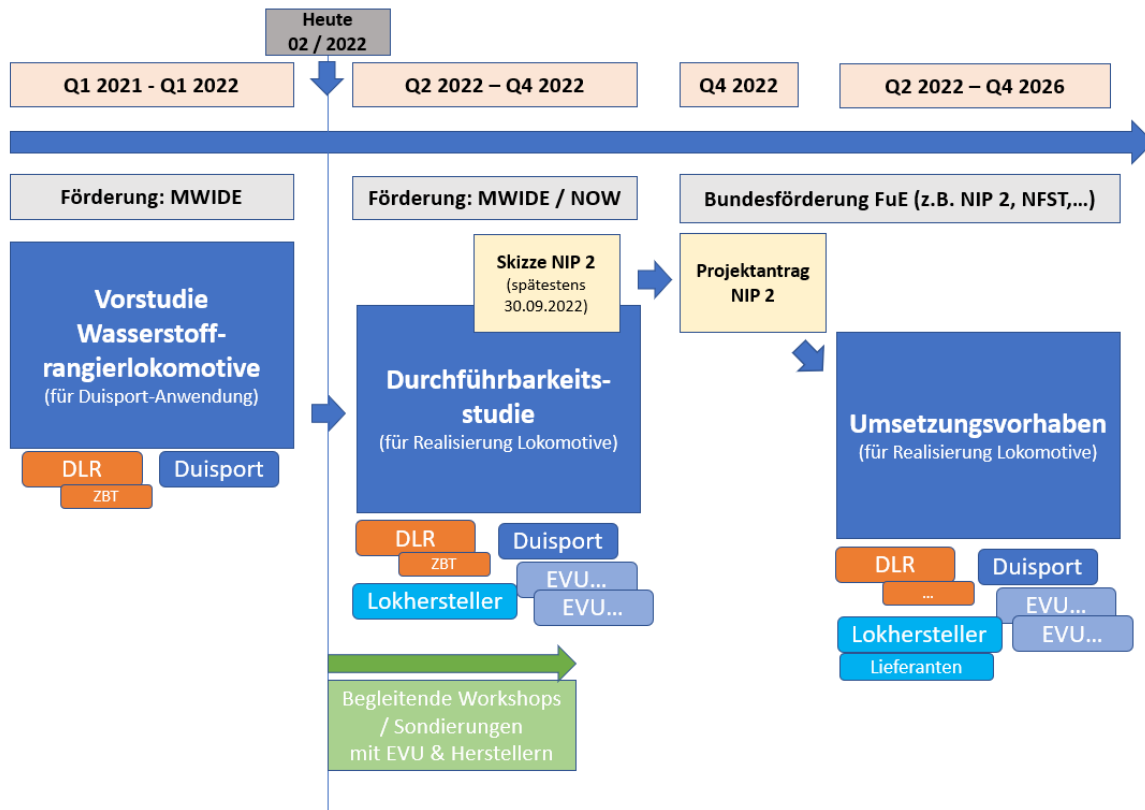 Heute
02 / 2022
Q1 2021 - Q1 2022
Q2 2022 – Q4 2022
Q4 2022
Q2 2022 – Q4 2026
Förderung: MWIDE
Förderung: MWIDE / NOW
Bundesförderung FuE (z.B. NIP 2, NFST,...)
Vorstudie
Wasserstoff-
rangierlokomotive
(für Duisport-Anwendung)
DLR
ZBT
Duisport
Skizze NIP 2
(spätestens
30.09.2022)
Durchführbarkeits-
studie
(für Realisierung Lokomotive)
DLR
ZBT
Duisport
EVU...
Lokhersteller
EVU...
Projektantrag
NIP 2
Umsetzungsvorhaben
(für Realisierung Lokomotive)
DLR
...
Duisport
EVU...
Lokhersteller
EVU...
Lieferanten
Begleitende Workshops
/ Sondierungen
mit EVU & Herstellern